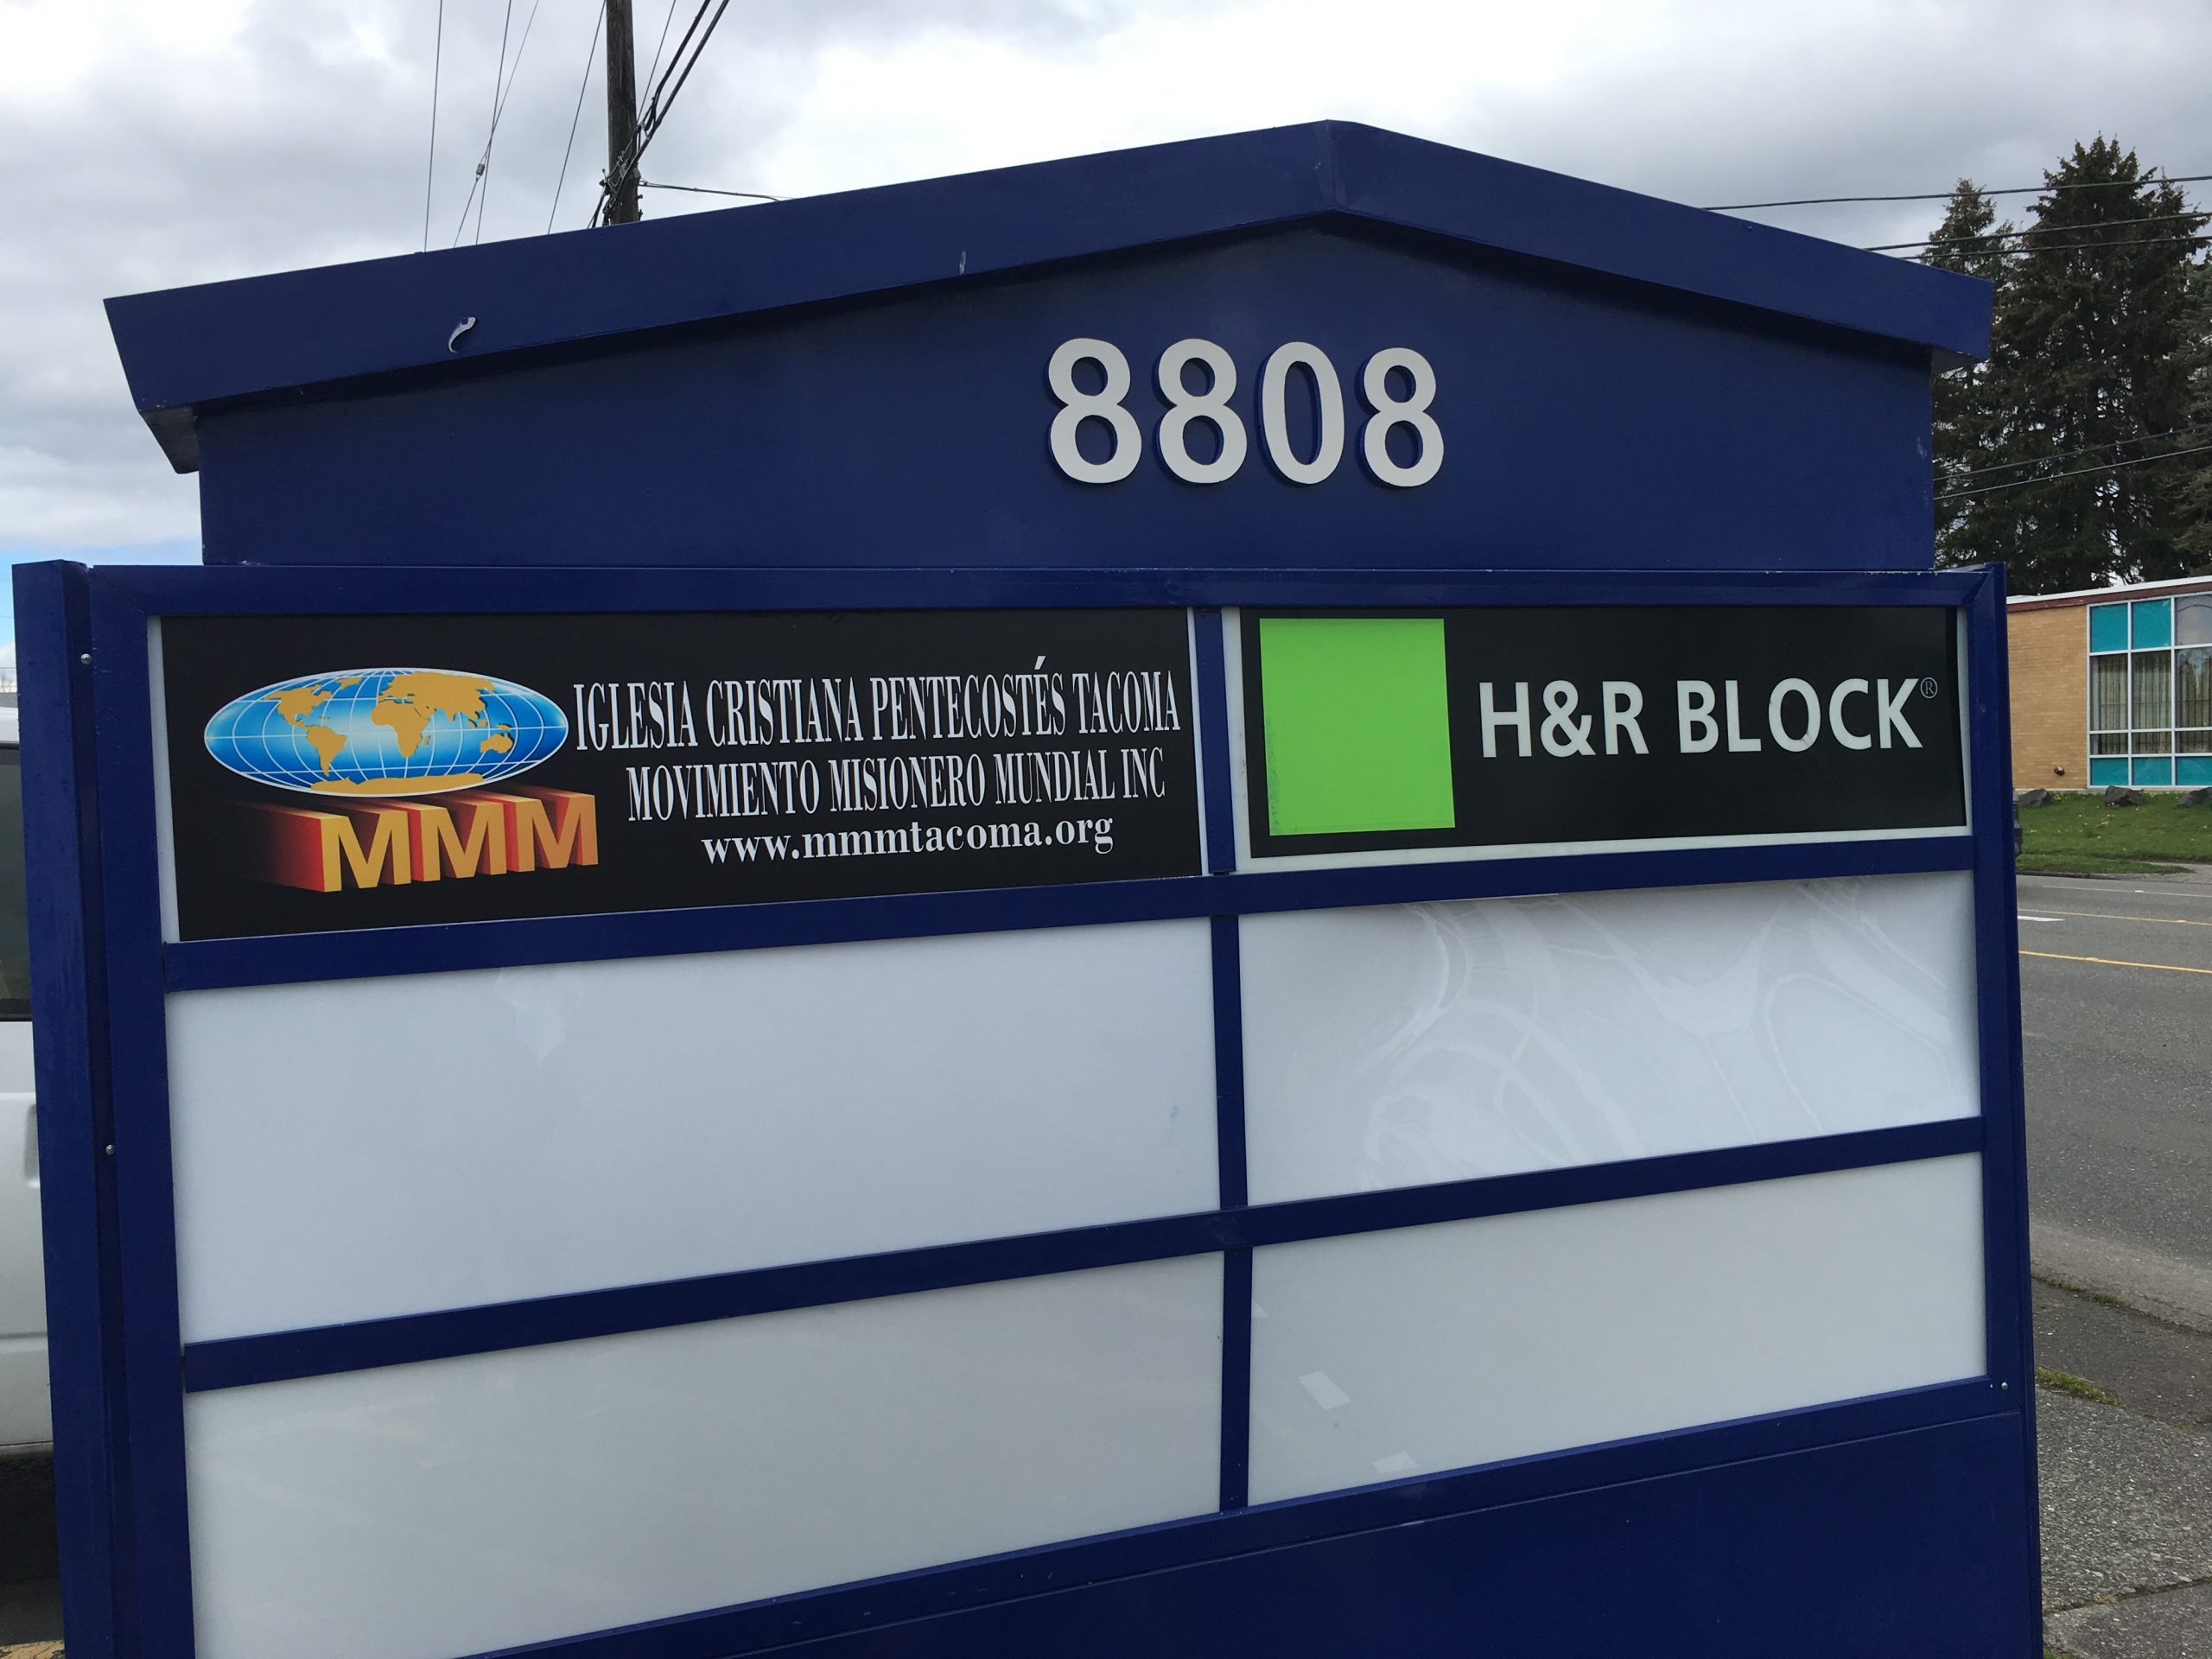 8808
IGLESIA CRISTIANA PENTECOSTÉS TACOMA
MOVIMIENTO MISIONERO MUNDIAL INC
www.mmmtacoma.org
MMM
H&R BLOCK®